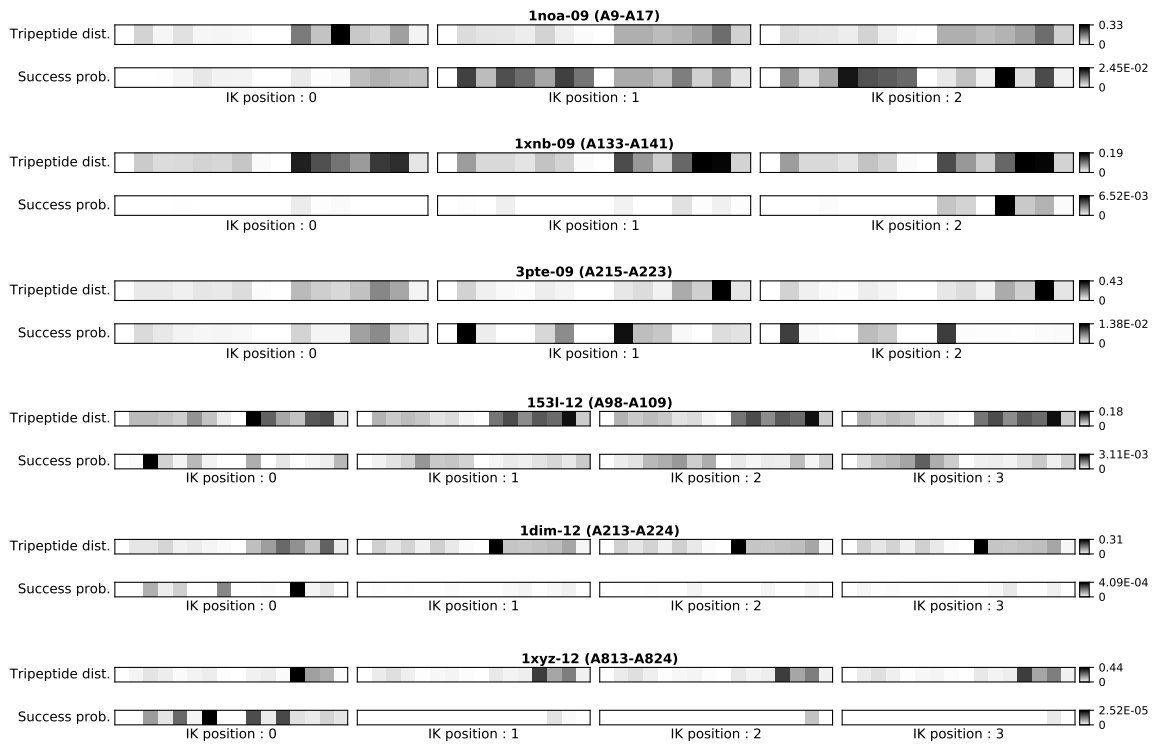 1noa-09 (A9-A17)
Tripeptide dist.
0.33
0
Success prob.
2.45E-02
0
IK position : 0
IK position : 1
IK position : 2
1xnb-09 (A133-A141)
Tripeptide dist.
0.19
0
Success prob.
6.52E-03
0
IK position : 0
IK position : 1
IK position : 2
3pte-09 (A215-A223)
Tripeptide dist.
0.43
0
Success prob.
1.38E-02
0
IK position : 0
IK position : 1
IK position : 2
153l-12 (A98-A109)
Tripeptide dist.
0.18
0
Success prob.
3.11E-03
0
IK position : 0
IK position : 1
IK position : 2
IK position : 3
1dim-12 (A213-A224)
Tripeptide dist.
0.31
0
Success prob.
4.09E-04
0
IK position : 0
IK position : 1
IK position : 2
IK position : 3
1xyz-12 (A813-A824)
Tripeptide dist.
0.44
0
Success prob.
2.52E-05
0
IK position : 0
IK position : 1
IK position : 2
IK position : 3